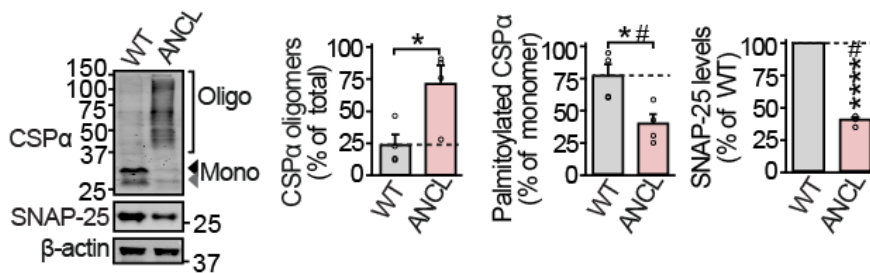 WT ANCL
150
100
75
50
37
25
CSPα
Oligo
Mono
SNAP-25
25
β-actin
37
CSPα oligomers
(% of total)
100
75
50
25
0
*
WT
ANCL
Palmitoylated CSPα
(% of monomer)
100
75
50
25
0
* #
WT
ANCL
SNAP-25 levels
(% of WT)
100
75
50
25
0
****#
WT
ANCL